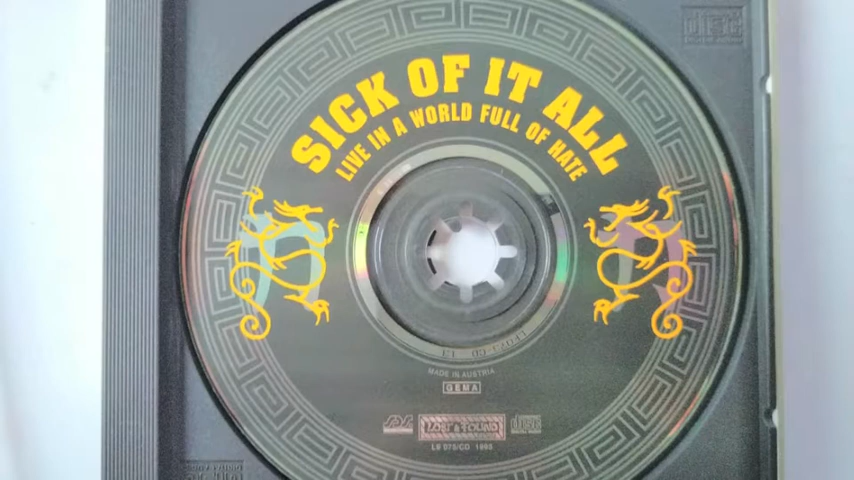 SICK OF IT ALL
LIVE IN A WORLD FULL OF HATE
MADE IN AUSTRIA
GEMA
LOST & FOUND
LS 075/CD 1993